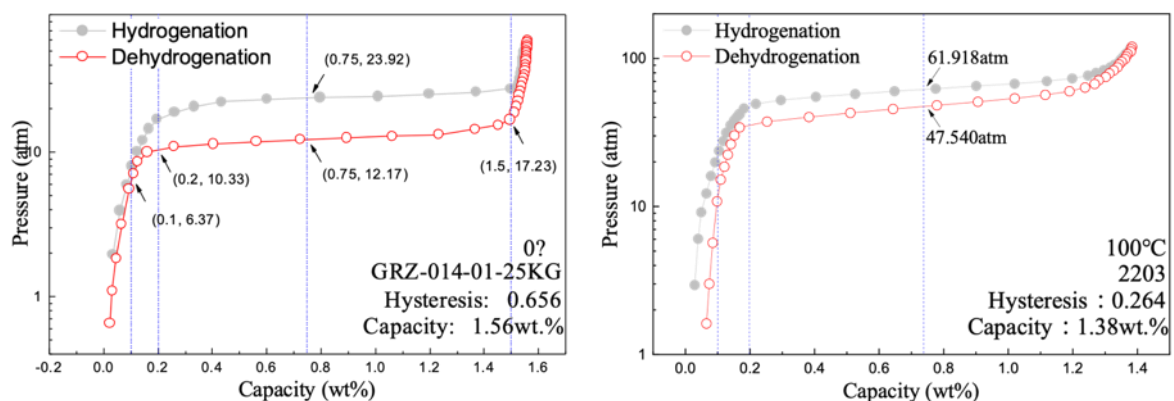 Hydrogenation
Dehydrogenation
(0.75, 23.92)
(1.5, 17.23)
(0.2, 10.33)
(0.75, 12.17)
(0.1, 6.37)
0?
GRZ-014-01-25KG
Hysteresis: 0.656
Capacity: 1.56wt.%
Pressure (atm)
10
1
-0.2 0.0 0.2 0.4 0.6 0.8 1.0 1.2 1.4 1.6
Capacity (wt%)
Hydrogenation
Dehydrogenation
61.918atm
47.540atm
100°C
2203
Hysteresis：0.264
Capacity：1.38wt.%
Pressure (atm)
100
10
1
0.0 0.2 0.4 0.6 0.8 1.0 1.2 1.4
Capacity (wt%)